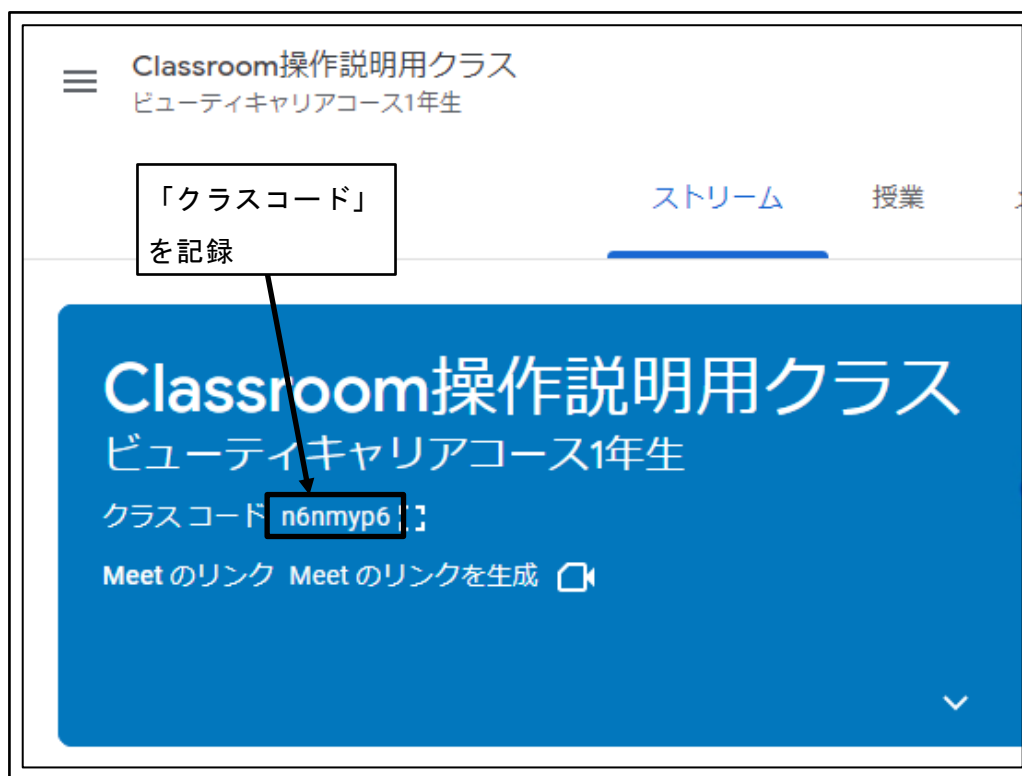 Classroom操作説明用クラス
ビューティキャリアコース1年生
「クラスコード」
を記録
ストリーム 授業
Classroom操作説明用クラス
ビューティキャリアコース1年生
クラス コード n6nmyp6
Meet のリンク Meet のリンクを生成